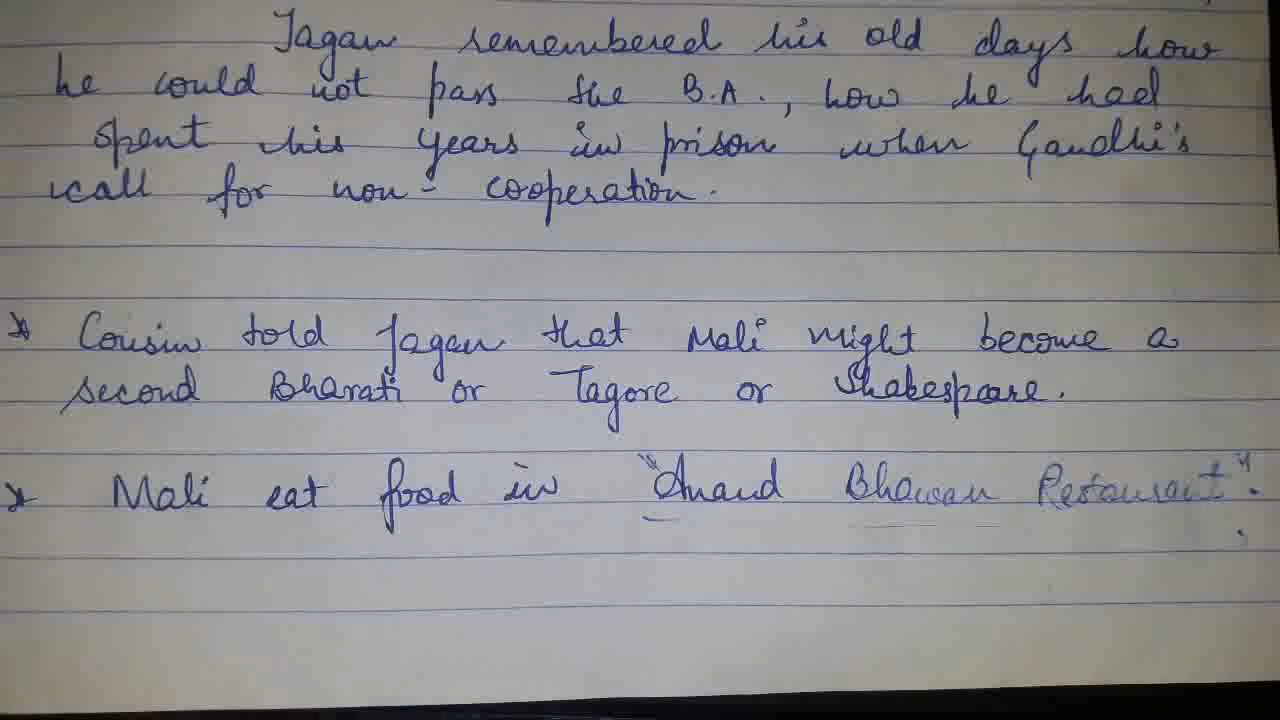 Jagan remembered his old days how
he could not pass the B.A., how he had
spent his years in prison when Gandhi's
call for non-cooperation.
* Cousin told Jagan that Mali might become a
second Bharati or Tagore or Shakespeare.
* Mali eat food in "Anand Bhawan Restaurant".